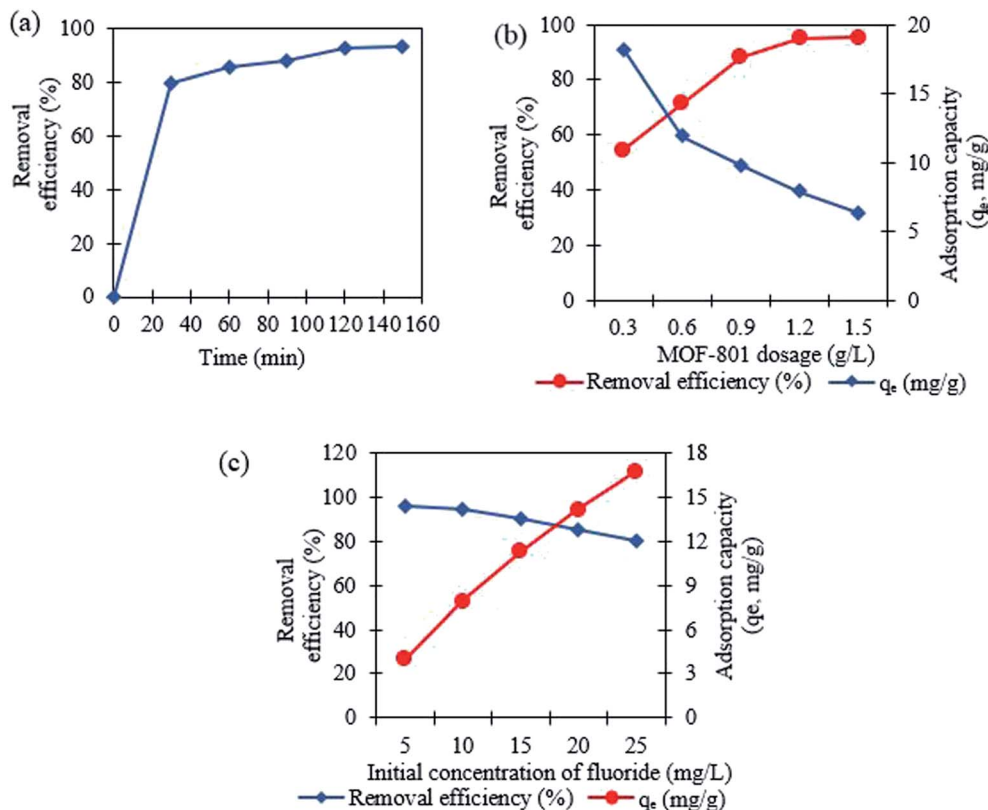 (a)
100
80
60
40
20
0
Removal
efficiency (%)
0 20 40 60 80 100 120 140 160
Time (min)
(b)
100
80
60
40
20
0
Removal
efficiency (%)
20
15
10
5
0
Adsorption capacity
(qₑ, mg/g)
0.3 0.6 0.9 1.2 1.5
MOF-801 dosage (g/L)
Removal efficiency (%) qₑ (mg/g)
(c)
120
100
80
60
40
20
0
Removal
efficiency (%)
18
15
12
9
6
3
0
Adsorption capacity
(qe, mg/g)
5 10 15 20 25
Initial concentration of fluoride (mg/L)
Removal efficiency (%) qₑ (mg/g)